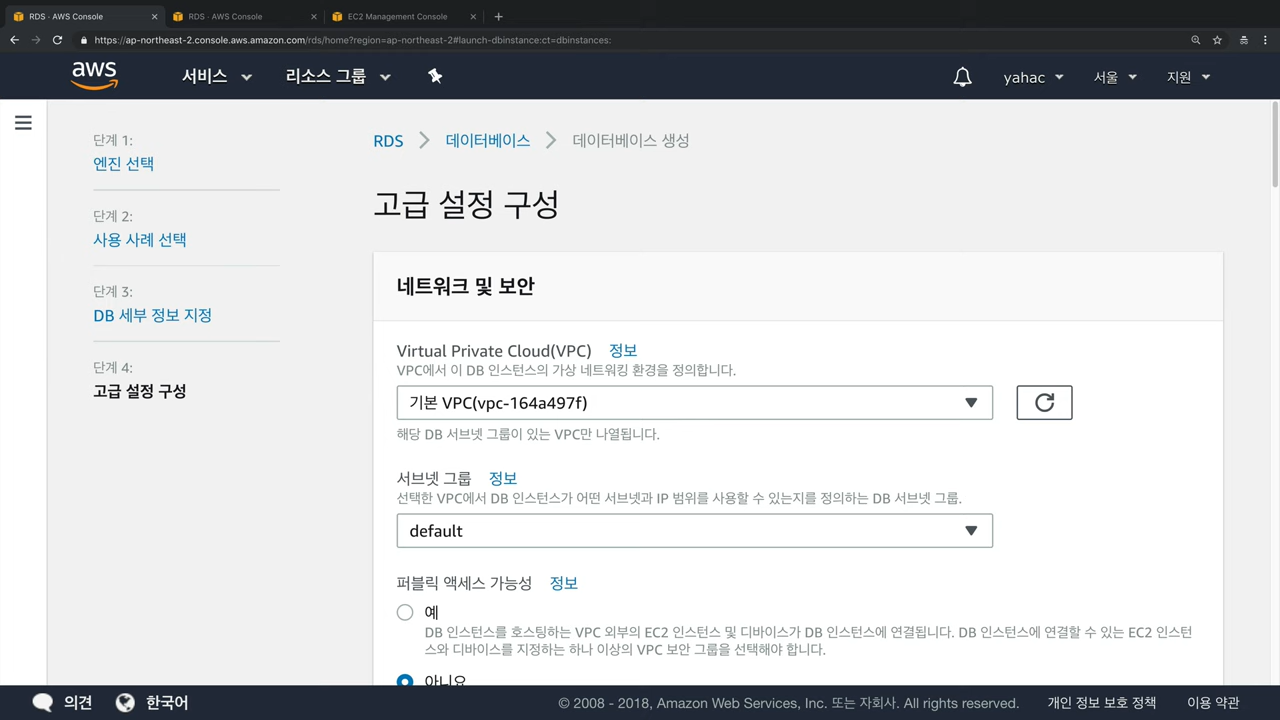 RDS · AWS Console
RDS · AWS Console
EC2 Management Console
https://ap-northeast-2.console.aws.amazon.com/rds/home?region=ap-northeast-2#launch-dbinstance:ct=dbinstances:
aws
서비스
리소스 그룹
yahac
서울
지원
단계 1:
엔진 선택
단계 2:
사용 사례 선택
단계 3:
DB 세부 정보 지정
단계 4:
고급 설정 구성
RDS
데이터베이스
데이터베이스 생성
고급 설정 구성
네트워크 및 보안
Virtual Private Cloud(VPC) 정보
VPC에서 이 DB 인스턴스의 가상 네트워킹 환경을 정의합니다.
기본 VPC(vpc-164a497f)
해당 DB 서브넷 그룹이 있는 VPC만 나열됩니다.
서브넷 그룹 정보
선택한 VPC에서 DB 인스턴스가 어떤 서브넷과 IP 범위를 사용할 수 있는지를 정의하는 DB 서브넷 그룹.
default
퍼블릭 액세스 가능성 정보
예
DB 인스턴스를 호스팅하는 VPC 외부의 EC2 인스턴스 및 디바이스가 DB 인스턴스에 연결됩니다. DB 인스턴스에 연결할 수 있는 EC2 인스턴
스와 디바이스를 지정하는 하나 이상의 VPC 보안 그룹을 선택해야 합니다.
아니요
의견
한국어
© 2008 - 2018, Amazon Web Services, Inc. 또는 자회사. All rights reserved.
개인 정보 보호 정책
이용 약관